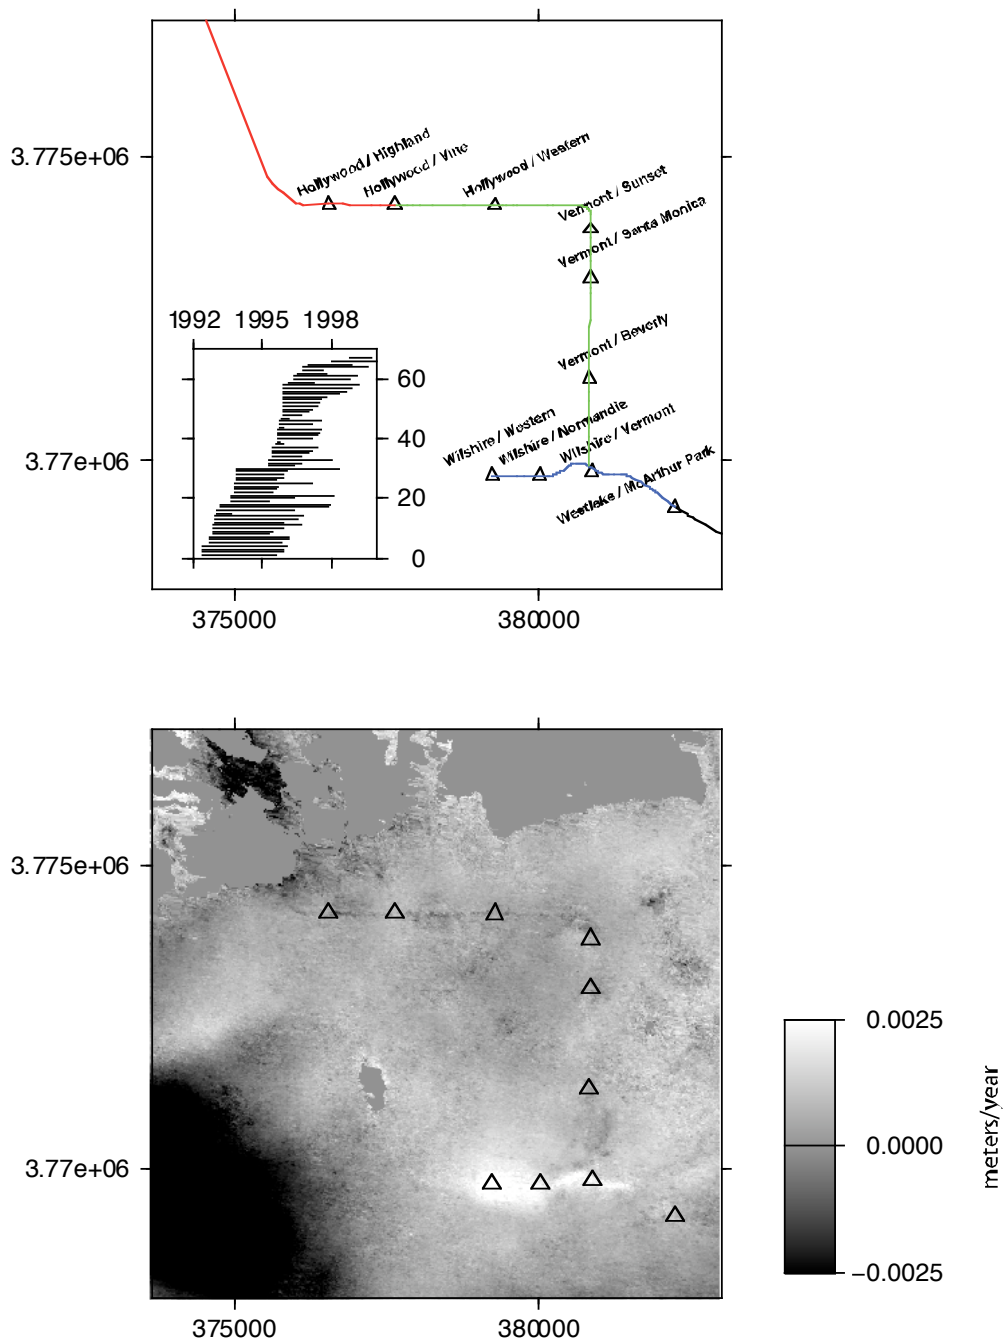 3.775e+06
Hollywood / Highland
Hollywood / Vine
Hollywood / Western
Vermont / Sunset
Vermont / Santa Monica
1992 1995 1998
Vermont / Beverly
60
40
Wilshire / Western
Wilshire / Normandie
Wilshire / Vermont
3.77e+06
20
Westlake / McArthur Park
0
375000 380000
3.775e+06
0.0025
0.0000
meters/year
3.77e+06
−0.0025
375000 380000